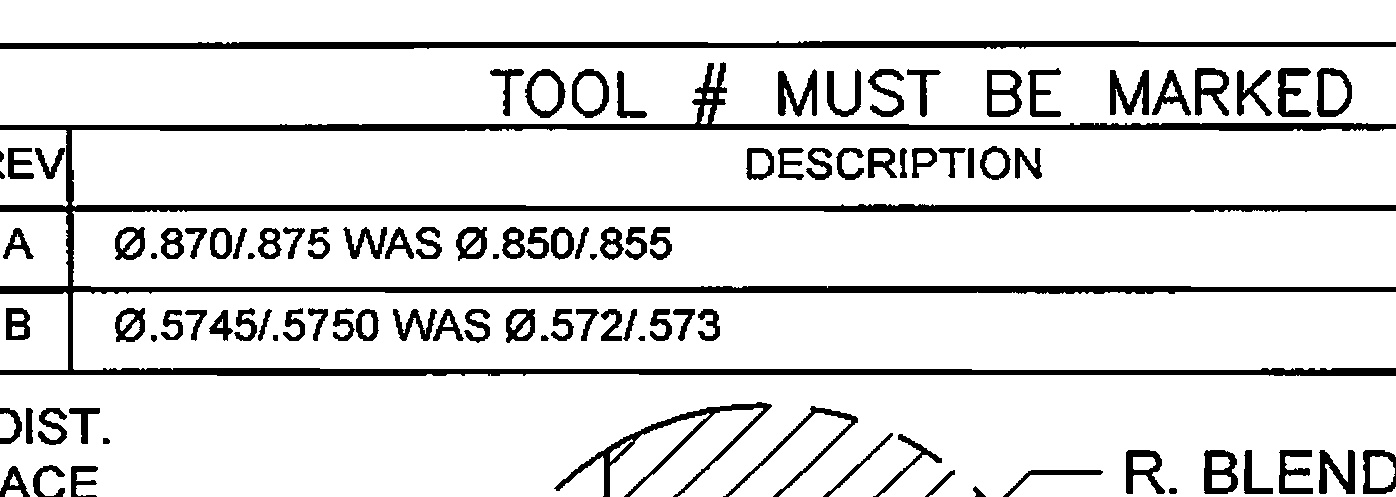 TOOL # MUST BE MARKED
REV DESCRIPTION
A Ø.870/.875 WAS Ø.850/.855
B Ø.5745/.5750 WAS Ø.572/.573
DIST.
ACE
R. BLEND